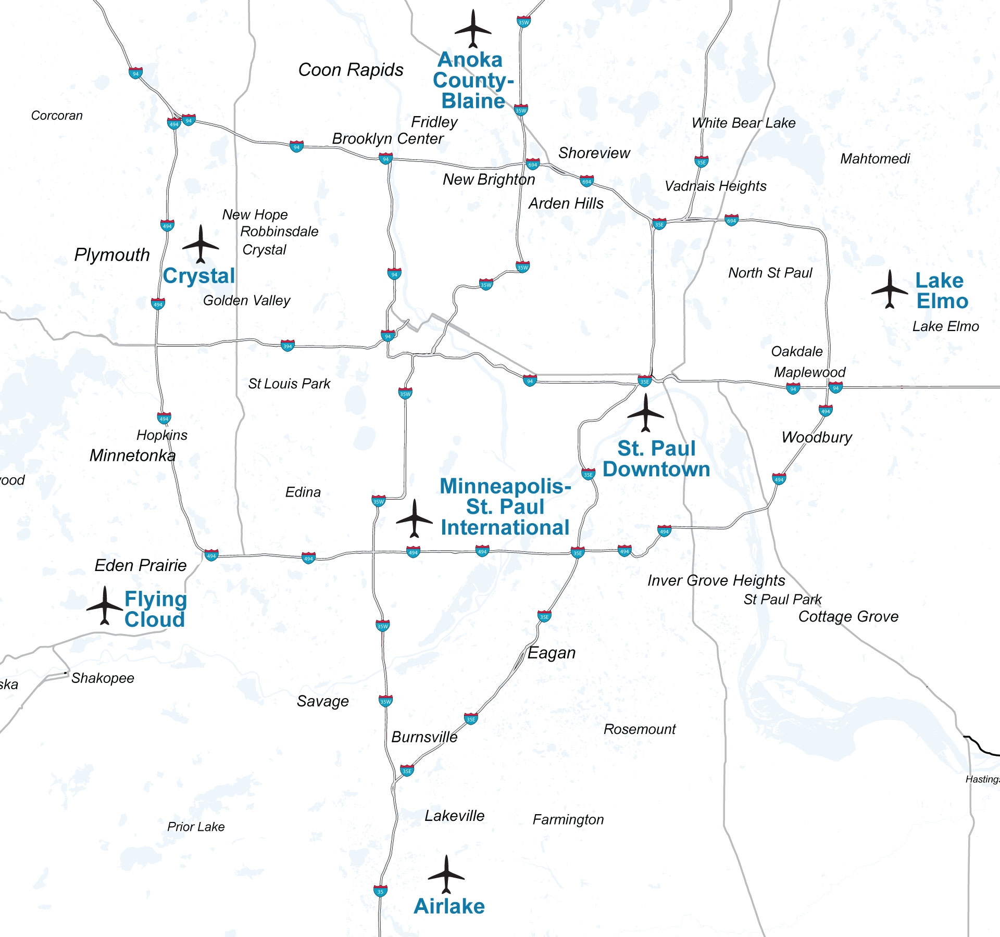 35W
Anoka
County-
Blaine
Coon Rapids
94
Corcoran
35W
494
94
Fridley
White Bear Lake
Brooklyn Center
94
Shoreview
94
Mahtomedi
35E
694
New Brighton
694
Vadnais Heights
Arden Hills
New Hope
694
35E
494
Robbinsdale
Crystal
Plymouth
35W
Crystal
94
North St Paul
Lake
Elmo
35W
Golden Valley
494
Lake Elmo
94
394
Oakdale
Maplewood
94
35E
St Louis Park
94
94
35W
494
494
Hopkins
Woodbury
Minnetonka
St. Paul
Downtown
35E
494
ood
Minneapolis-
St. Paul
International
Edina
35W
494
494
494
494
35E
494
494
Eden Prairie
Inver Grove Heights
Flying
Cloud
St Paul Park
Cottage Grove
35E
35W
Eagan
Shakopee
ska
Savage
35W
35E
Rosemount
Burnsville
35E
Hastings
Lakeville
Farmington
Prior Lake
35
Airlake